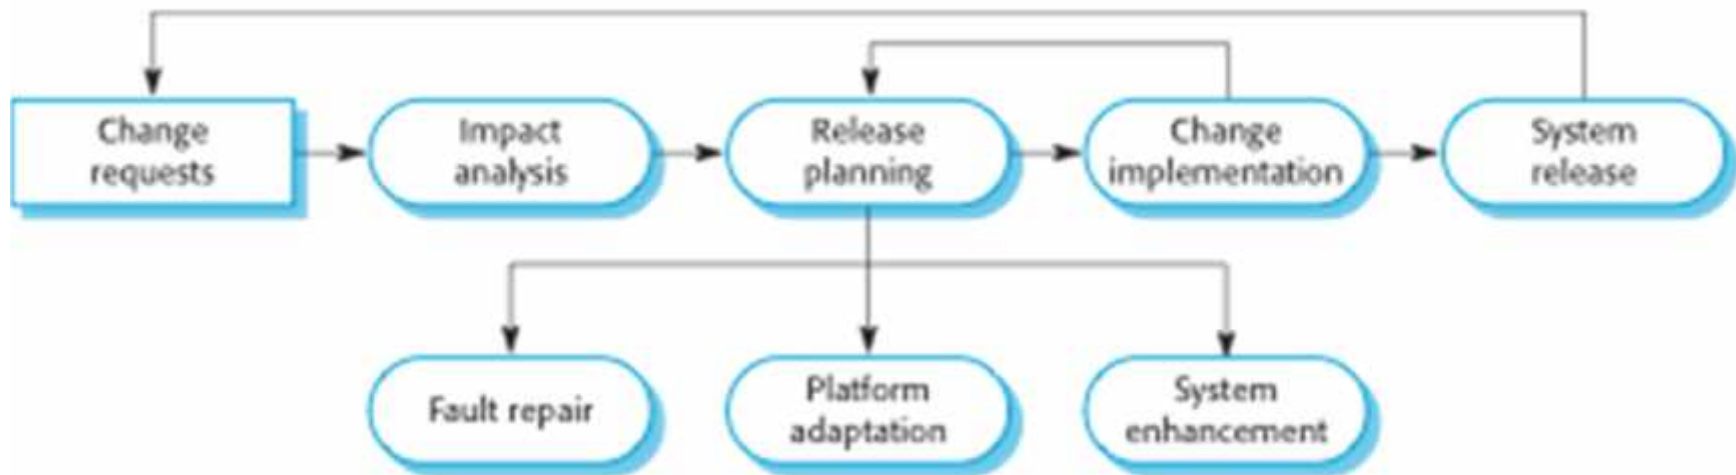 Change
requests
Impact
analysis
Release
planning
Change
implementation
System
release
Fault repair
Platform
adaptation
System
enhancement